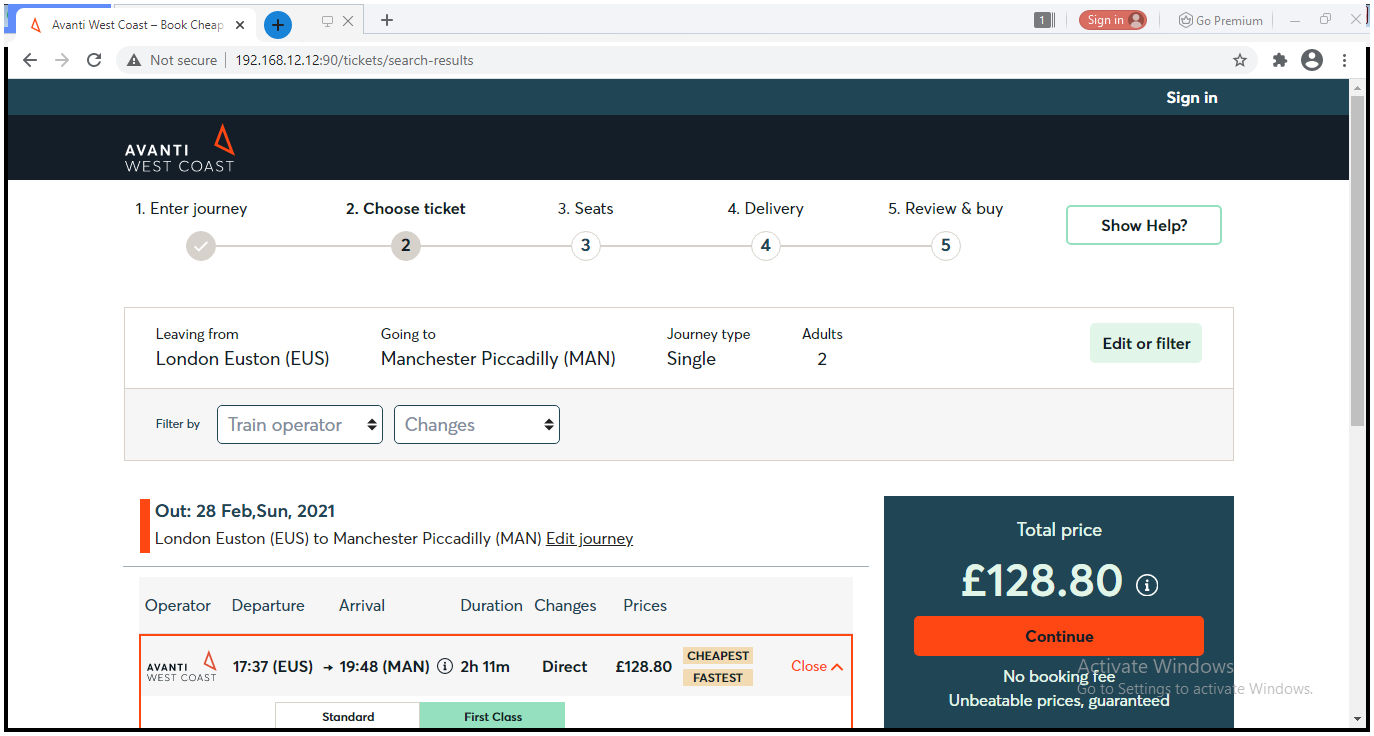 Avanti West Coast – Book Cheap
1
Sign in
Go Premium
Not secure
192.168.12.12:90/tickets/search-results
Sign in
AVANTI
WEST COAST
1. Enter journey
2. Choose ticket
3. Seats
4. Delivery
5. Review & buy
2
3
4
5
Show Help?
Leaving from
London Euston (EUS)
Going to
Manchester Piccadilly (MAN)
Journey type
Single
Adults
2
Edit or filter
Filter by
Train operator
Changes
Out: 28 Feb,Sun, 2021
London Euston (EUS) to Manchester Piccadilly (MAN) Edit journey
Operator Departure Arrival Duration Changes Prices
AVANTI
WEST COAST
17:37 (EUS) → 19:48 (MAN) i 2h 11m Direct £128.80
CHEAPEST
FASTEST
Close
Standard
First Class
Total price
£128.80 i
Continue
No booking fee
Unbeatable prices, guaranteed
Activate Windows
Go to Settings to activate Windows.